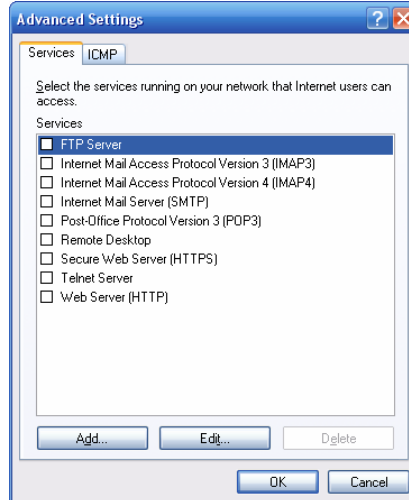 Advanced Settings
Services ICMP
Select the services running on your network that Internet users can
access.
Services
FTP Server
Internet Mail Access Protocol Version 3 (IMAP3)
Internet Mail Access Protocol Version 4 (IMAP4)
Internet Mail Server (SMTP)
Post-Office Protocol Version 3 (POP3)
Remote Desktop
Secure Web Server (HTTPS)
Telnet Server
Web Server (HTTP)
Add... Edit... Delete
OK Cancel